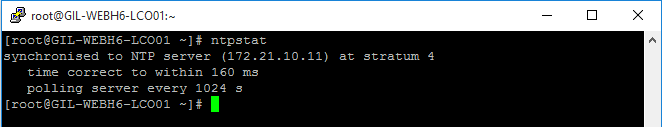 root@GIL-WEBH6-LCO01:~
[root@GIL-WEBH6-LCO01 ~]# ntpstat
synchronised to NTP server (172.21.10.11) at stratum 4
   time correct to within 160 ms
   polling server every 1024 s
[root@GIL-WEBH6-LCO01 ~]#